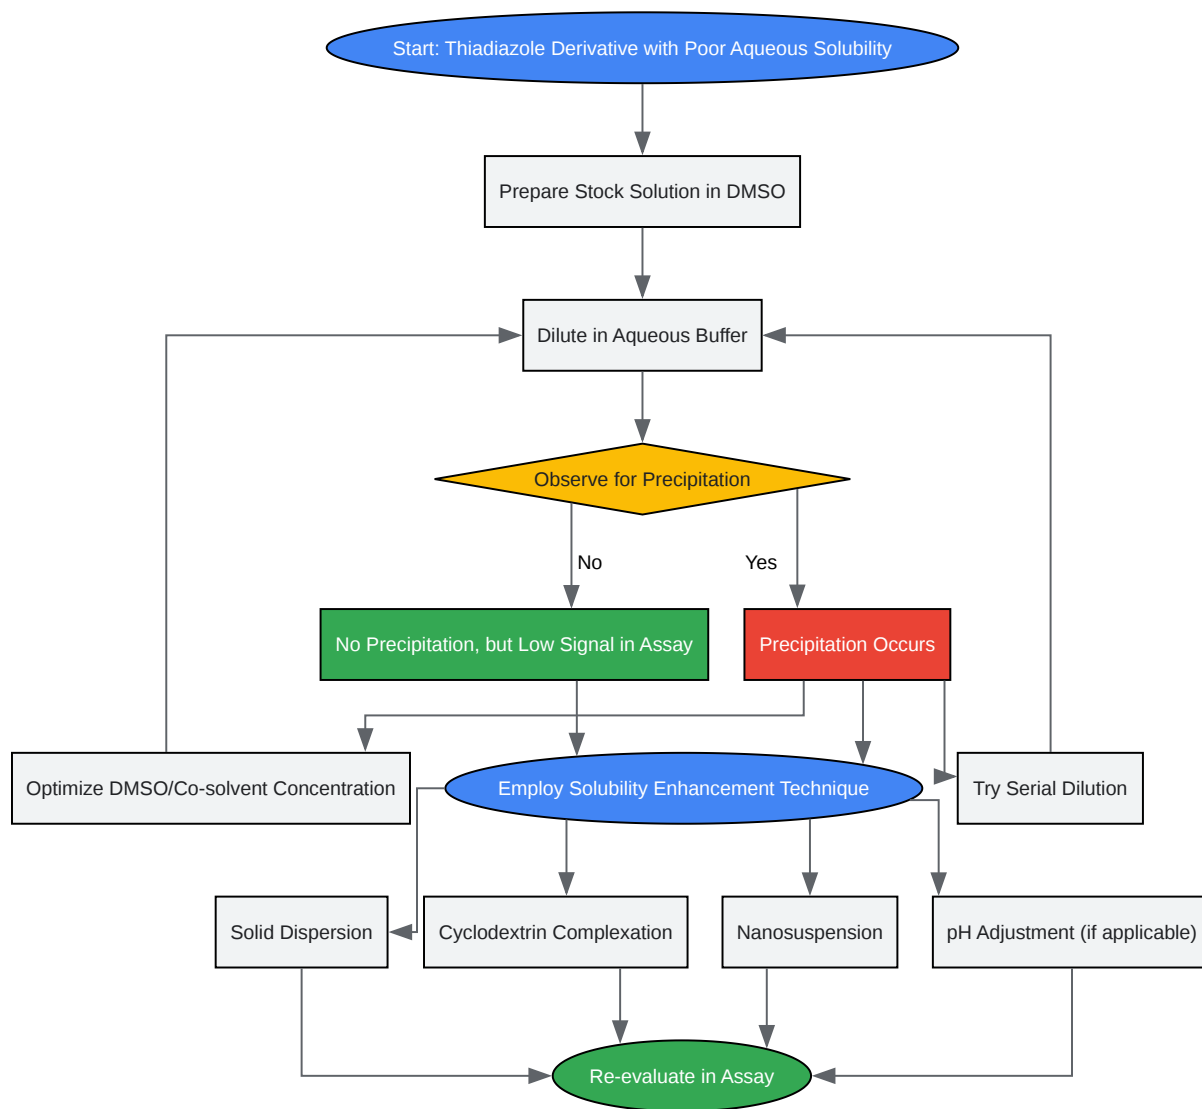 Start: Thiadiazole Derivative with Poor Aqueous Solubility
Prepare Stock Solution in DMSO
Dilute in Aqueous Buffer
Observe for Precipitation
No
Yes
No Precipitation, but Low Signal in Assay
Precipitation Occurs
Optimize DMSO/Co-solvent Concentration
Employ Solubility Enhancement Technique
Try Serial Dilution
Solid Dispersion
Cyclodextrin Complexation
Nanosuspension
pH Adjustment (if applicable)
Re-evaluate in Assay